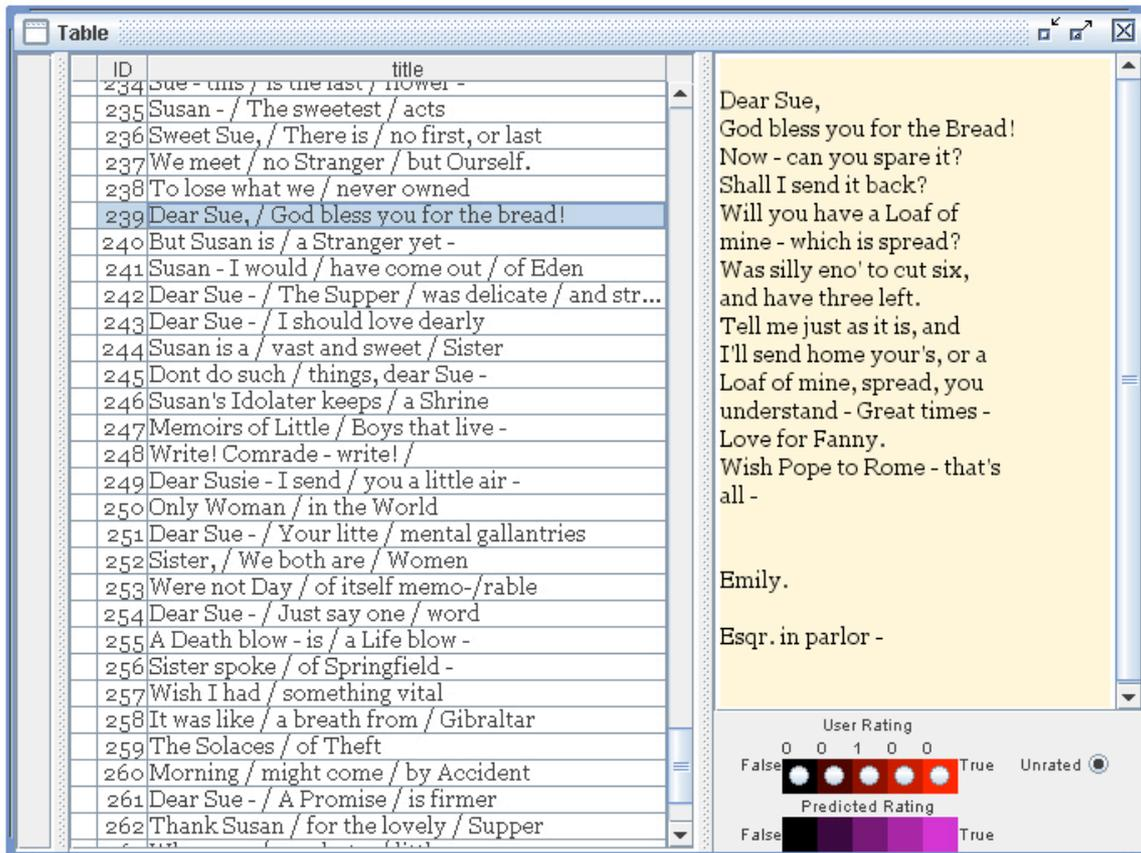 Table
ID title
234 Sue - this / is the last / flower -
235 Susan - / The sweetest / acts
236 Sweet Sue, / There is / no first, or last
237 We meet / no Stranger / but Ourself.
238 To lose what we / never owned
239 Dear Sue, / God bless you for the bread!
240 But Susan is / a Stranger yet -
241 Susan - I would / have come out / of Eden
242 Dear Sue - / The Supper / was delicate / and str...
243 Dear Sue - / I should love dearly
244 Susan is a / vast and sweet / Sister
245 Dont do such / things, dear Sue -
246 Susan's Idolater keeps / a Shrine
247 Memoirs of Little / Boys that live -
248 Write! Comrade - write! /
249 Dear Susie - I send / you a little air -
250 Only Woman / in the World
251 Dear Sue - / Your litte / mental gallantries
252 Sister, / We both are / Women
253 Were not Day / of itself memo-/rable
254 Dear Sue - / Just say one / word
255 A Death blow - is / a Life blow -
256 Sister spoke / of Springfield -
257 Wish I had / something vital
258 It was like / a breath from / Gibraltar
259 The Solaces / of Theft
260 Morning / might come / by Accident
261 Dear Sue - / A Promise / is firmer
262 Thank Susan / for the lovely / Supper
Dear Sue,
God bless you for the Bread!
Now - can you spare it?
Shall I send it back?
Will you have a Loaf of
mine - which is spread?
Was silly eno' to cut six,
and have three left.
Tell me just as it is, and
I'll send home your's, or a
Loaf of mine, spread, you
understand - Great times -
Love for Fanny.
Wish Pope to Rome - that's
all -
Emily.
Esqr. in parlor -
User Rating
0 0 1 0 0
False True Unrated
Predicted Rating
False True